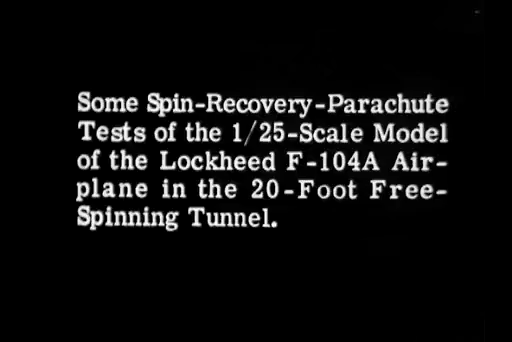 Some Spin-Recovery-Parachute
Tests of the 1/25-Scale Model
of the Lockheed F-104A Air-
plane in the 20-Foot Free-
Spinning Tunnel.